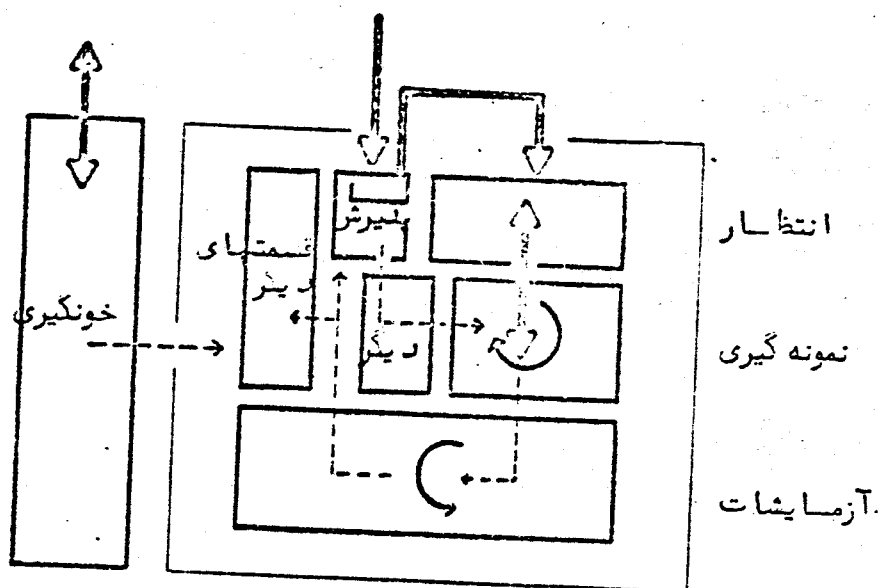 انتظار
پذیرش
قسمتهای
دیگر
خونگیری
نمونه گیری
دیگر
آزمایشات